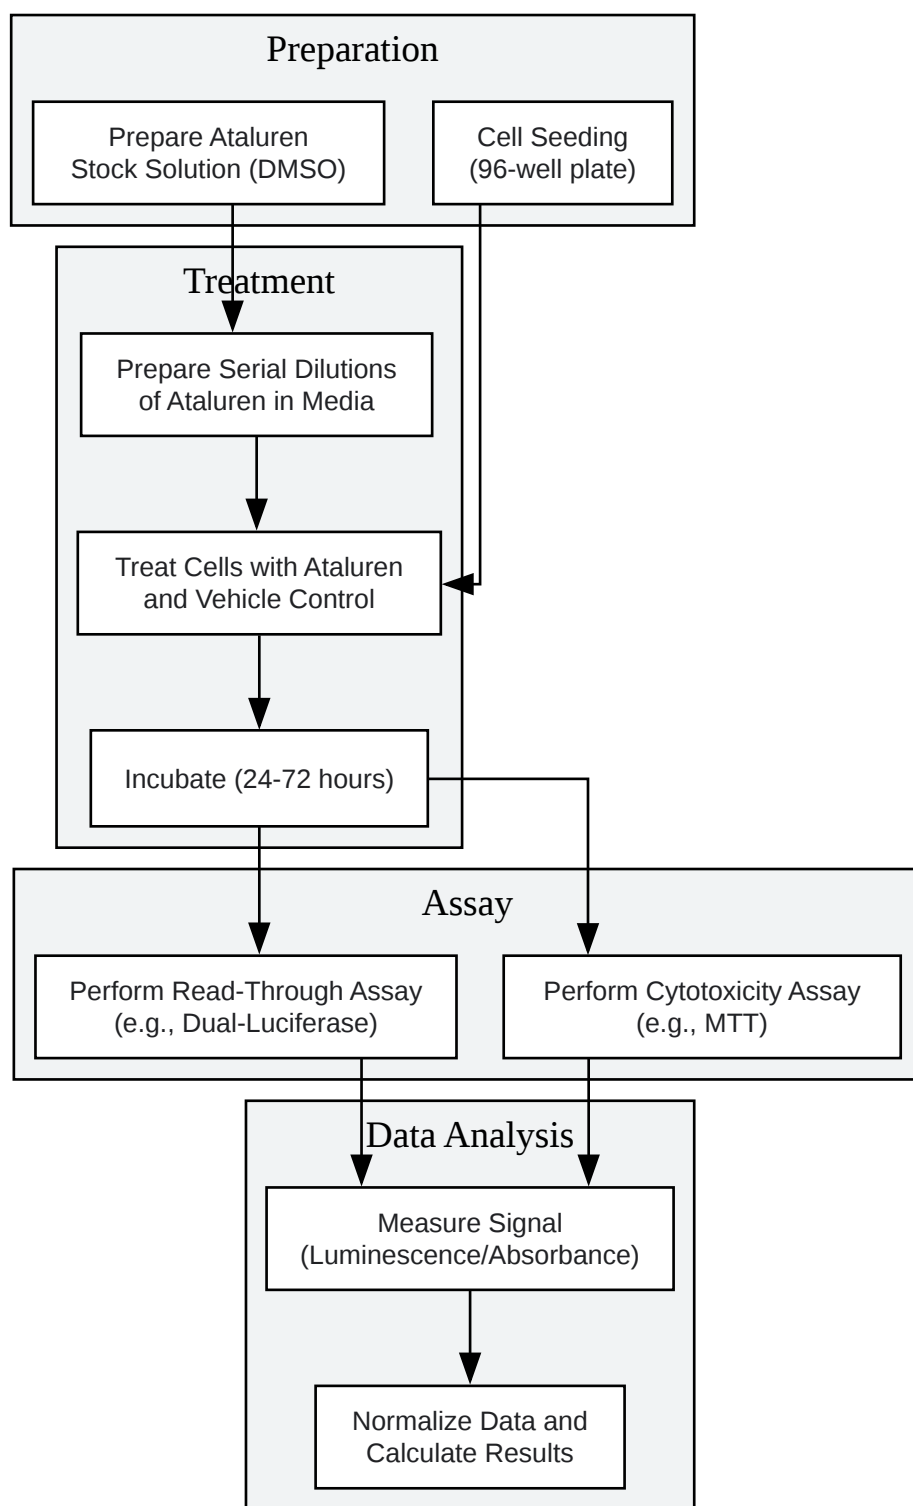 Preparation
Prepare Ataluren
Stock Solution (DMSO)
Cell Seeding
(96-well plate)
Treatment
Prepare Serial Dilutions
of Ataluren in Media
Treat Cells with Ataluren
and Vehicle Control
Incubate (24-72 hours)
Assay
Perform Read-Through Assay
(e.g., Dual-Luciferase)
Perform Cytotoxicity Assay
(e.g., MTT)
Data Analysis
Measure Signal
(Luminescence/Absorbance)
Normalize Data and
Calculate Results